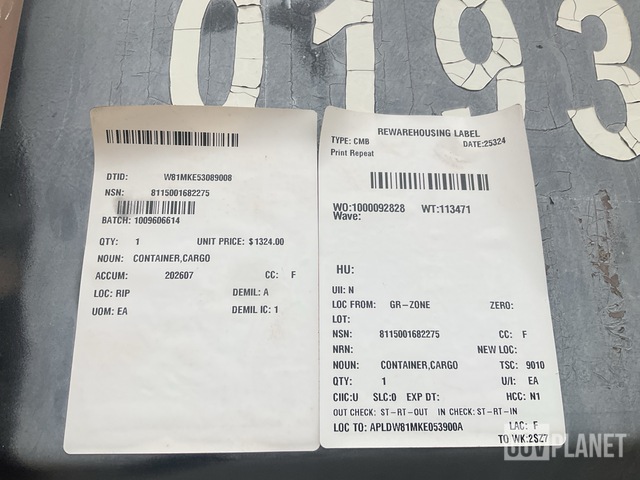 0193
DTID: W81MKE53089008
NSN: 8115001682275
BATCH: 1009606614
QTY: 1 UNIT PRICE: $1324.00
NOUN: CONTAINER,CARGO
ACCUM: 202607 CC: F
LOC: RIP DEMIL: A
UOM: EA DEMIL IC: 1
REWAREHOUSING LABEL
TYPE: CMB DATE:25324
Print Repeat
WO:1000092828 WT:113471
Wave:
HU:
UII: N
LOC FROM: GR-ZONE ZERO:
LOT:
NSN: 8115001682275 CC: F
NRN: NEW LOC:
NOUN: CONTAINER,CARGO TSC: 9010
QTY: 1 U/I: EA
CIIC:U SLC:0 EXP DT: HCC: N1
OUT CHECK: ST-RT-OUT IN CHECK: ST-RT-IN
LOC TO: APLDW81MKE053900A LAC: F
TO WK:2SZ7
GOVPLANET